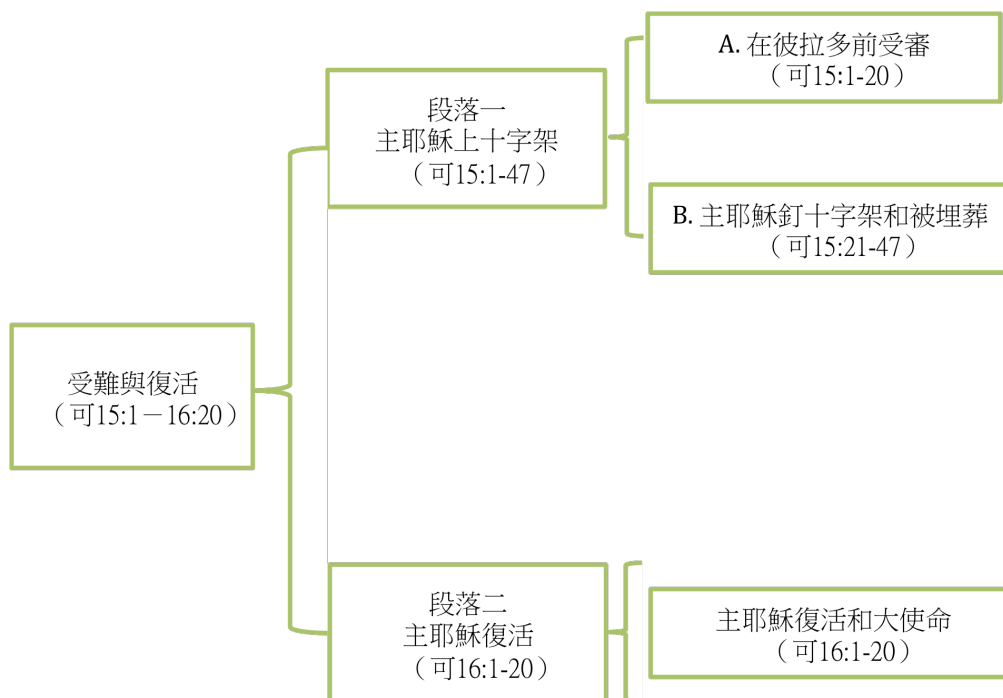 受難與復活
（可15:1－16:20）
段落一
主耶穌上十字架
（可15:1-47）
A. 在彼拉多前受審
（可15:1-20）
B. 主耶穌釘十字架和被埋葬
（可15:21-47）
段落二
主耶穌復活
（可16:1-20）
主耶穌復活和大使命
（可16:1-20）